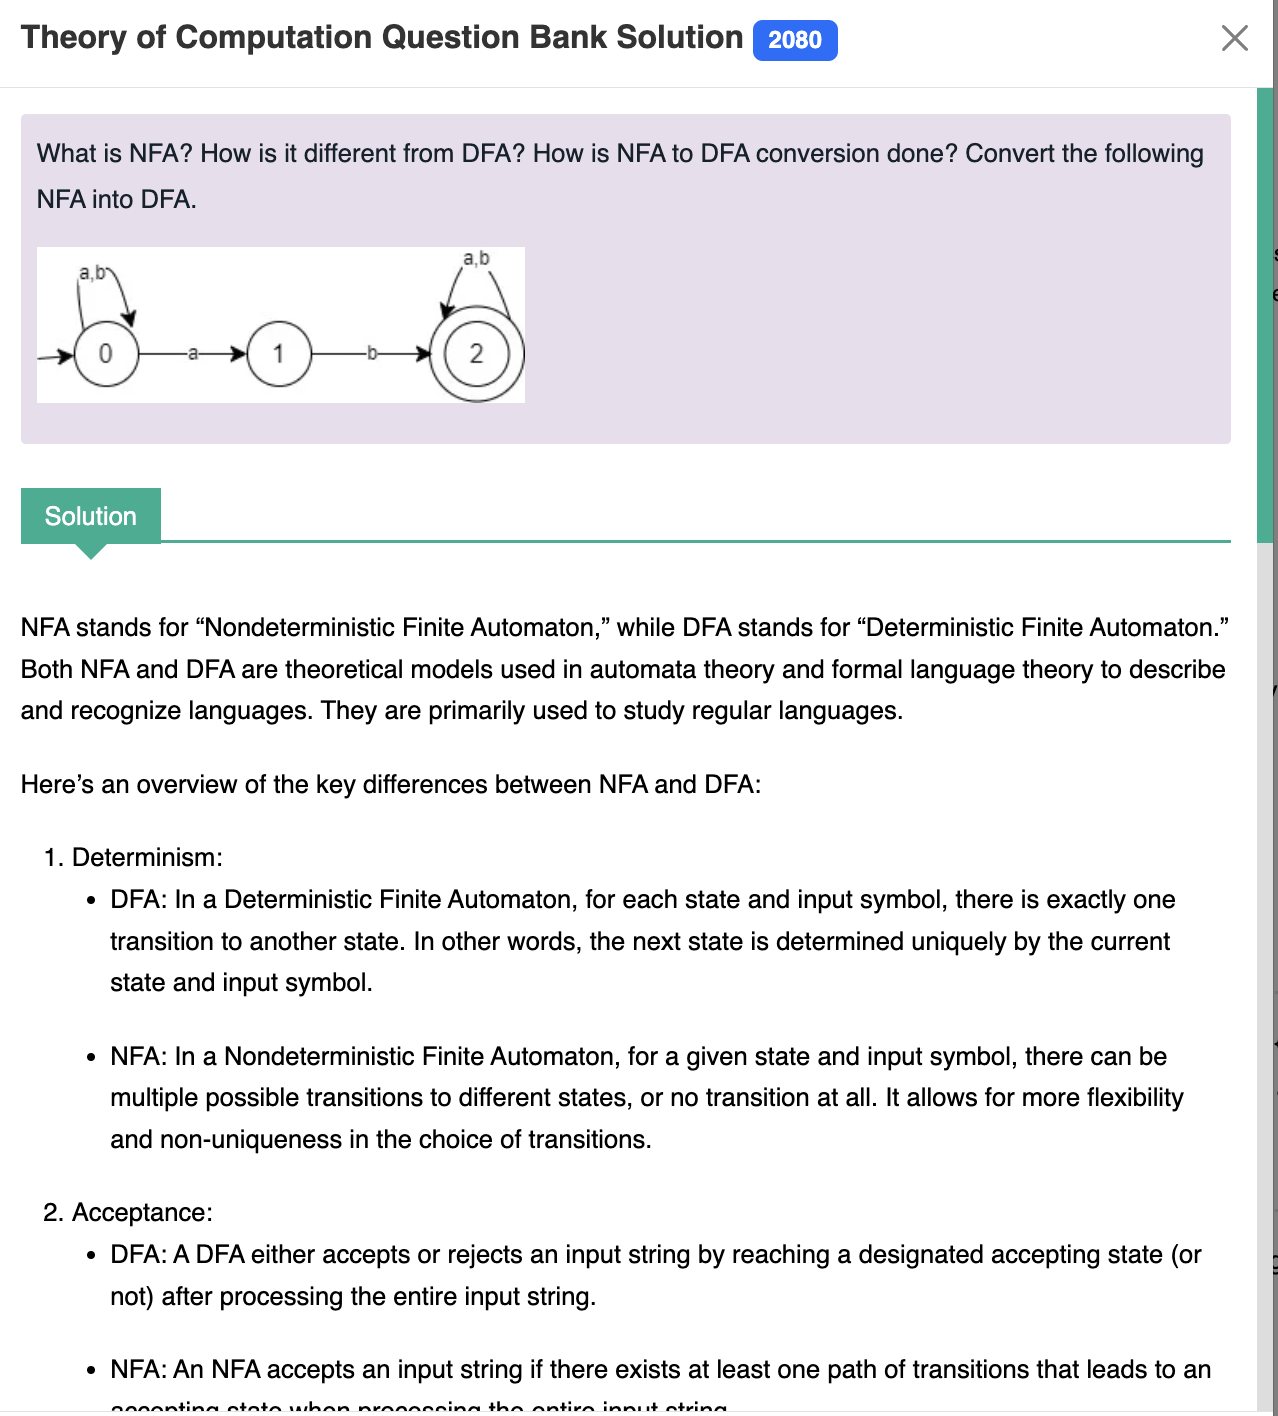 Theory of Computation Question Bank Solution 2080
What is NFA? How is it different from DFA? How is NFA to DFA conversion done? Convert the following
NFA into DFA.
a,b
a,b
0
a
1
b
2
Solution
NFA stands for “Nondeterministic Finite Automaton,” while DFA stands for “Deterministic Finite Automaton.”
Both NFA and DFA are theoretical models used in automata theory and formal language theory to describe
and recognize languages. They are primarily used to study regular languages.
Here’s an overview of the key differences between NFA and DFA:
1. Determinism:
• DFA: In a Deterministic Finite Automaton, for each state and input symbol, there is exactly one
transition to another state. In other words, the next state is determined uniquely by the current
state and input symbol.
• NFA: In a Nondeterministic Finite Automaton, for a given state and input symbol, there can be
multiple possible transitions to different states, or no transition at all. It allows for more flexibility
and non-uniqueness in the choice of transitions.
2. Acceptance:
• DFA: A DFA either accepts or rejects an input string by reaching a designated accepting state (or
not) after processing the entire input string.
• NFA: An NFA accepts an input string if there exists at least one path of transitions that leads to an
accepting state when processing the entire input string.